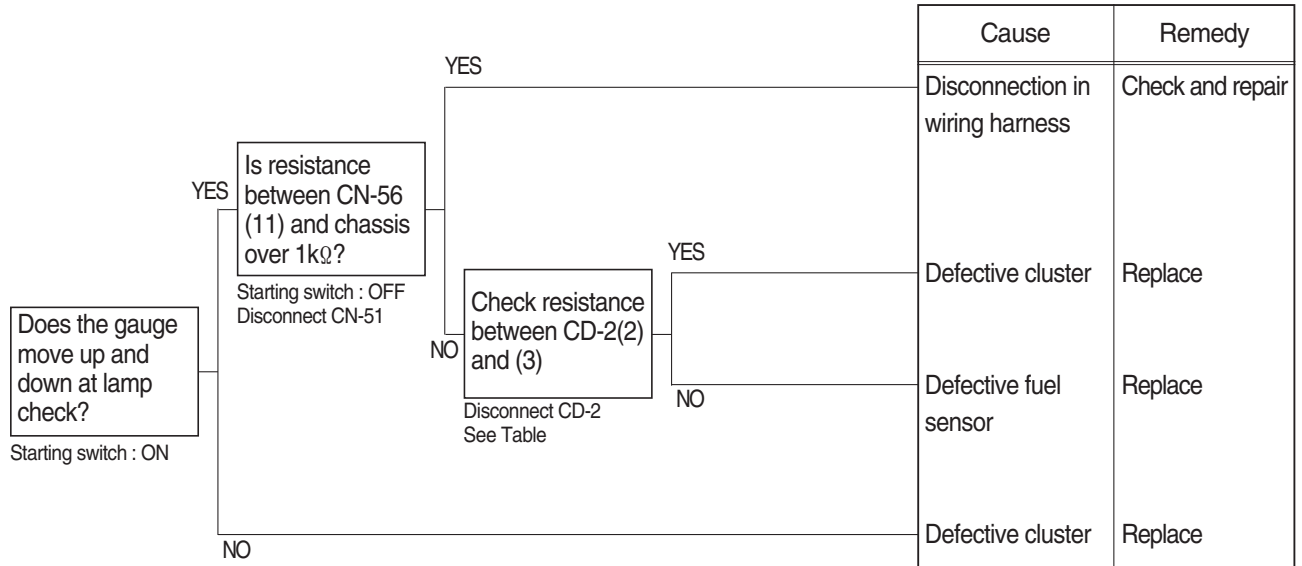 Cause Remedy
YES
Disconnection in Check and repair
wiring harness
Is resistance
YES between CN-56
(11) and chassis
over 1kΩ?
Starting switch : OFF
Disconnect CN-51
YES
Defective cluster Replace
Check resistance
between CD-2(2)
NO and (3)
Disconnect CD-2
See Table
NO
Defective fuel Replace
sensor
Does the gauge
move up and
down at lamp
check?
Starting switch : ON
NO
Defective cluster Replace